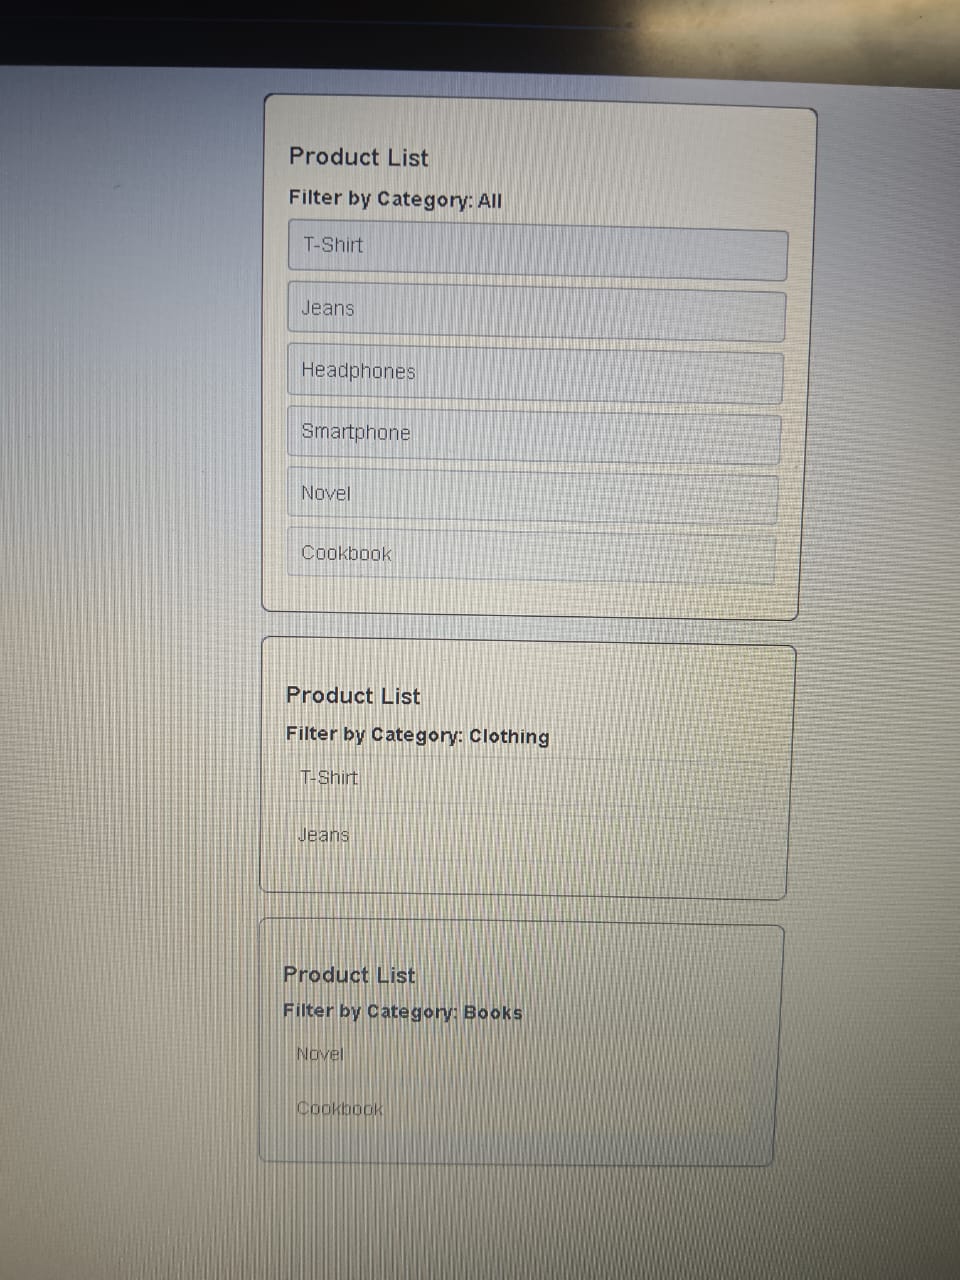 Product List
Filter by Category: All
T-Shirt
Jeans
Headphones
Smartphone
Novel
Cookbook
Product List
Filter by Category: Clothing
T-Shirt
Jeans
Product List
Filter by Category: Books
Novel
Cookbook